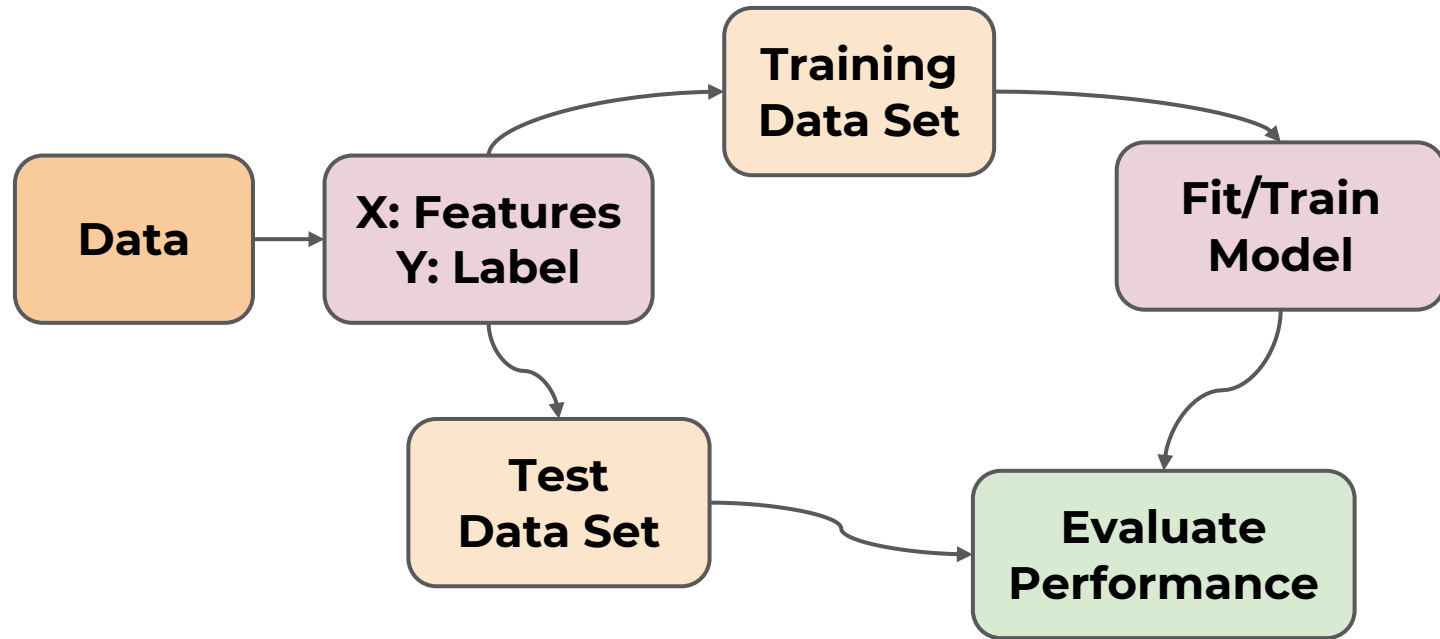 Training
Data Set
Data
X: Features
Y: Label
Fit/Train
Model
Test
Data Set
Evaluate
Performance